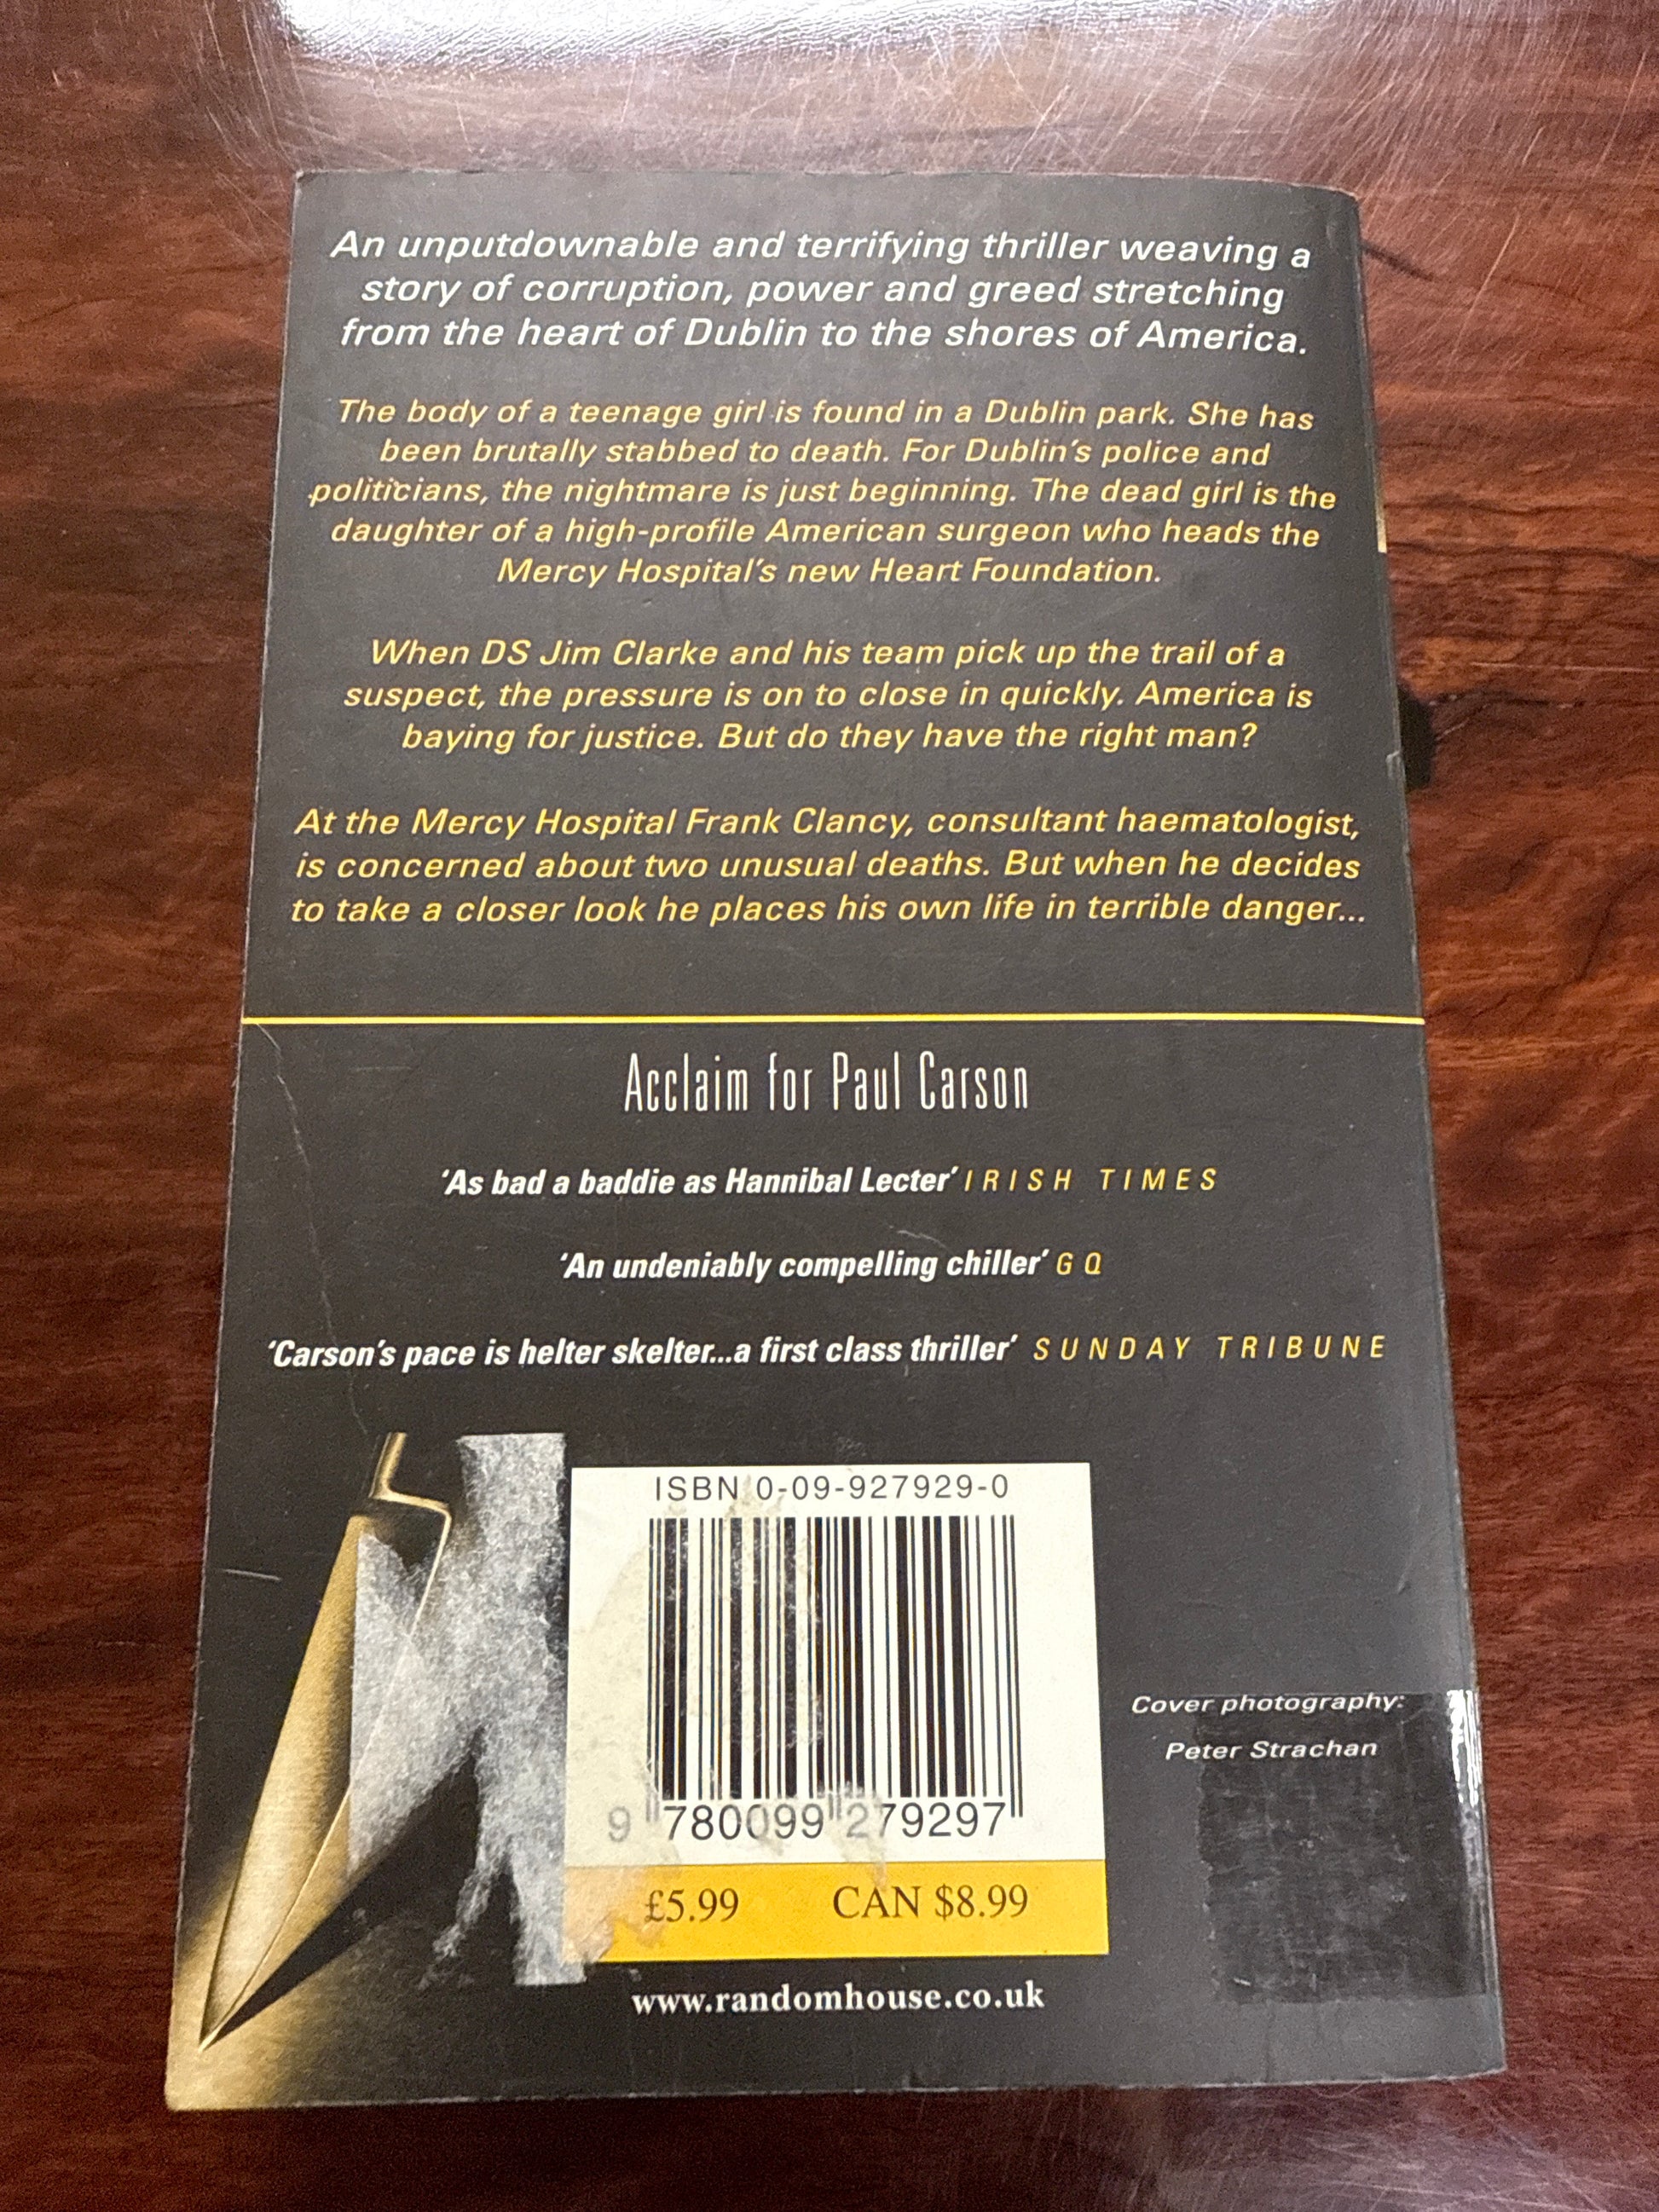 An unputdownable and terrifying thriller weaving a
story of corruption, power and greed stretching
from the heart of Dublin to the shores of America.
The body of a teenage girl is found in a Dublin park. She has
been brutally stabbed to death. For Dublin's police and
politicians, the nightmare is just beginning. The dead girl is the
daughter of a high-profile American surgeon who heads the
Mercy Hospital's new Heart Foundation.
When DS Jim Clarke and his team pick up the trail of a
suspect, the pressure is on to close in quickly. America is
baying for justice. But do they have the right man?
At the Mercy Hospital Frank Clancy, consultant haematologist,
is concerned about two unusual deaths. But when he decides
to take a closer look he places his own life in terrible danger...
Acclaim for Paul Carson
'As bad a baddie as Hannibal Lecter' IRISH TIMES
'An undeniably compelling chiller' GQ
'Carson's pace is helter skelter...a first class thriller' SUNDAY TRIBUNE
ISBN 0-09-927929-0
9 780099 279297
£5.99 CAN $8.99
www.randomhouse.co.uk
Cover photography:
Peter Strachan